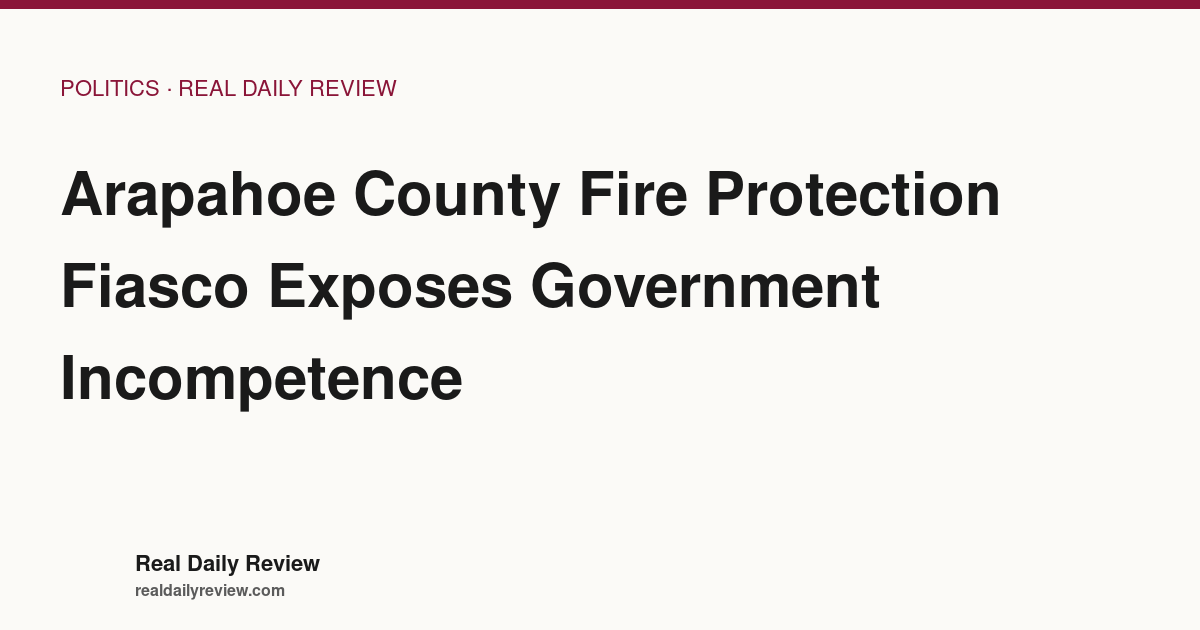 POLITICS · REAL DAILY REVIEW
Arapahoe County Fire Protection
Fiasco Exposes Government
Incompetence
Real Daily Review
realdailyreview.com